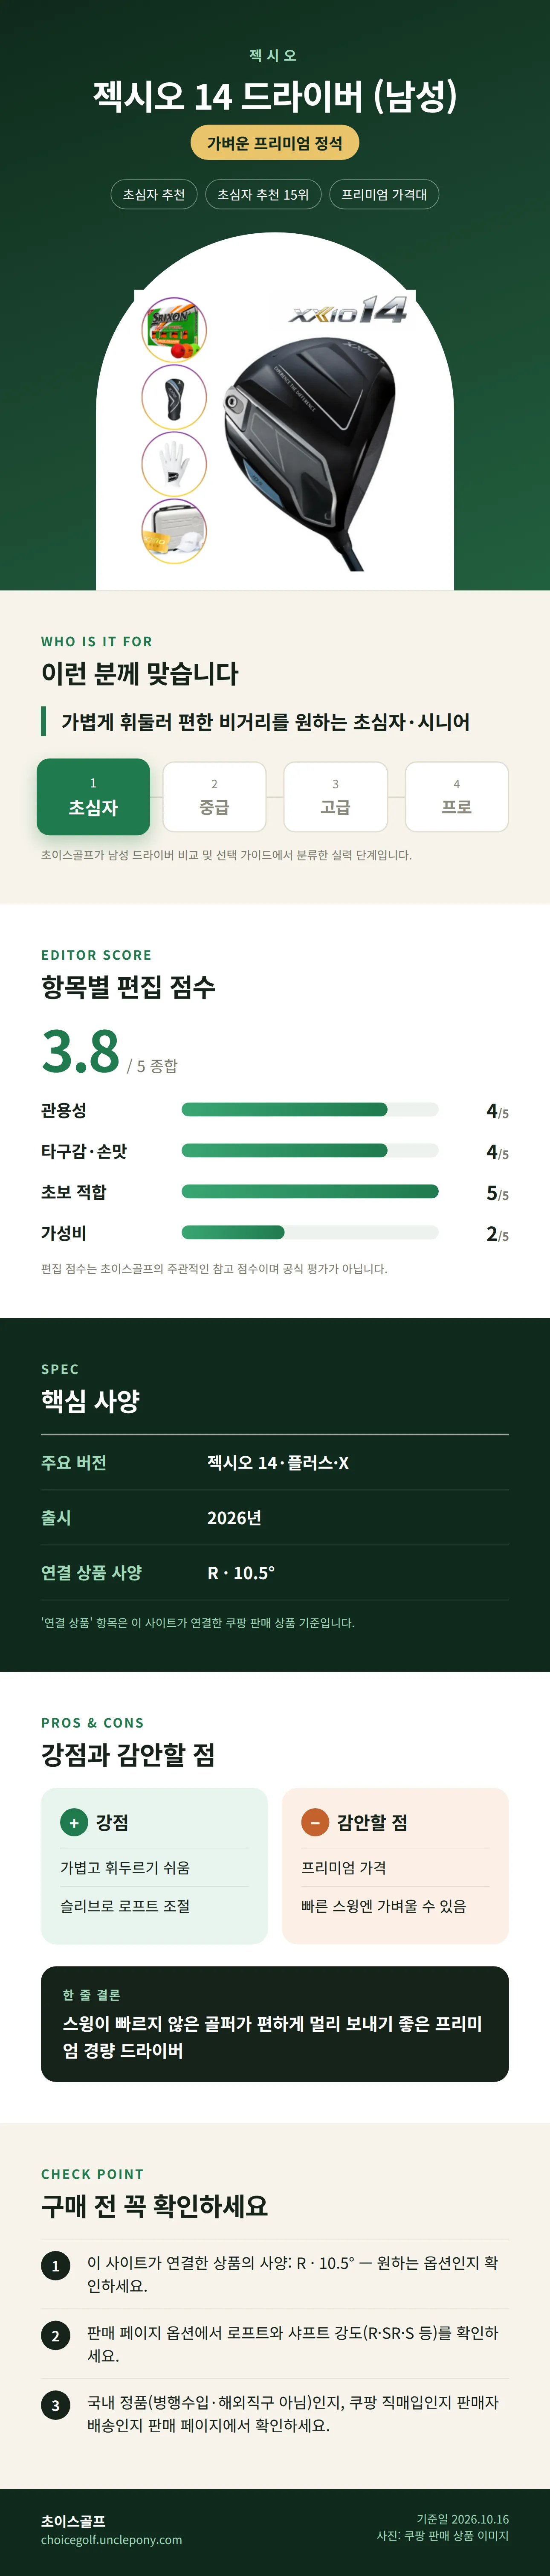 젝시오
젝시오 14 드라이버 (남성)
가벼운 프리미엄 정석
초심자 추천
초심자 추천 15위
프리미엄 가격대
SRIXON
XXIO 14
XXIO
EXPERIENCE THE DIFFERENCE
WHO IS IT FOR
이런 분께 맞습니다
가볍게 휘둘러 편한 비거리를 원하는 초심자·시니어
1
초심자
2
중급
3
고급
4
프로
초이스골프가 남성 드라이버 비교 및 선택 가이드에서 분류한 실력 단계입니다.
EDITOR SCORE
항목별 편집 점수
3.8 / 5 종합
관용성 4/5
타구감·손맛 4/5
초보 적합 5/5
가성비 2/5
편집 점수는 초이스골프의 주관적인 참고 점수이며 공식 평가가 아닙니다.
SPEC
핵심 사양
주요 버전 젝시오 14·플러스·X
출시 2026년
연결 상품 사양 R · 10.5°
'연결 상품' 항목은 이 사이트가 연결한 쿠팡 판매 상품 기준입니다.
PROS & CONS
강점과 감안할 점
+ 강점
가볍고 휘두르기 쉬움
슬리브로 로프트 조절
− 감안할 점
프리미엄 가격
빠른 스윙엔 가벼울 수 있음
한 줄 결론
스윙이 빠르지 않은 골퍼가 편하게 멀리 보내기 좋은 프리미
엄 경량 드라이버
CHECK POINT
구매 전 꼭 확인하세요
1 이 사이트가 연결한 상품의 사양: R · 10.5° — 원하는 옵션인지 확
인하세요.
2 판매 페이지 옵션에서 로프트와 샤프트 강도(R·SR·S 등)를 확인하
세요.
3 국내 정품(병행수입·해외직구 아님)인지, 쿠팡 직매입인지 판매자
배송인지 판매 페이지에서 확인하세요.
초이스골프
choicegolf.unclepony.com
기준일 2026.10.16
사진: 쿠팡 판매 상품 이미지